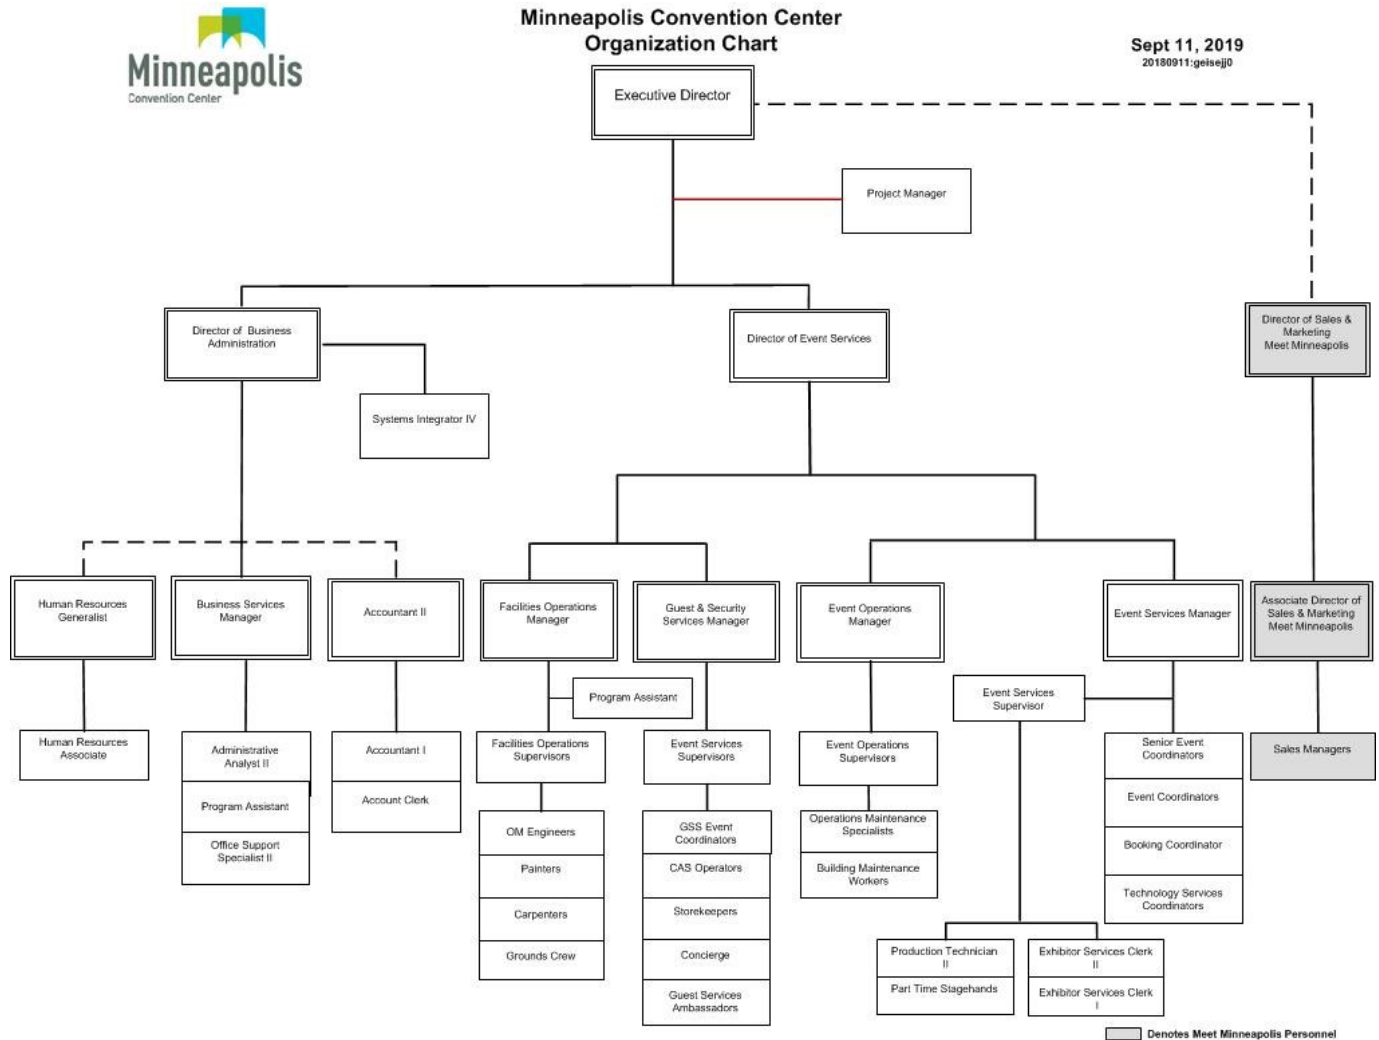 Minneapolis
Convention Center
Minneapolis Convention Center
Organization Chart
Sept 11, 2019
20180911:geisejj0
Executive Director
Project Manager
Director of Business
Administration
Director of Event Services
Director of Sales &
Marketing
Meet Minneapolis
Systems Integrator IV
Human Resources
Generalist
Business Services
Manager
Accountant II
Facilities Operations
Manager
Guest & Security
Services Manager
Event Operations
Manager
Event Services Manager
Associate Director of
Sales & Marketing
Meet Minneapolis
Program Assistant
Event Services
Supervisor
Human Resources
Associate
Administrative
Analyst II
Program Assistant
Office Support
Specialist II
Accountant I
Account Clerk
Facilities Operations
Supervisors
OM Engineers
Painters
Carpenters
Grounds Crew
Event Services
Supervisors
GSS Event
Coordinators
CAS Operators
Storekeepers
Concierge
Guest Services
Ambassadors
Event Operations
Supervisors
Operations Maintenance
Specialists
Building Maintenance
Workers
Senior Event
Coordinators
Event Coordinators
Booking Coordinator
Technology Services
Coordinators
Sales Managers
Production Technician
II
Part Time Stagehands
Exhibitor Services Clerk
II
Exhibitor Services Clerk
I
Denotes Meet Minneapolis Personnel